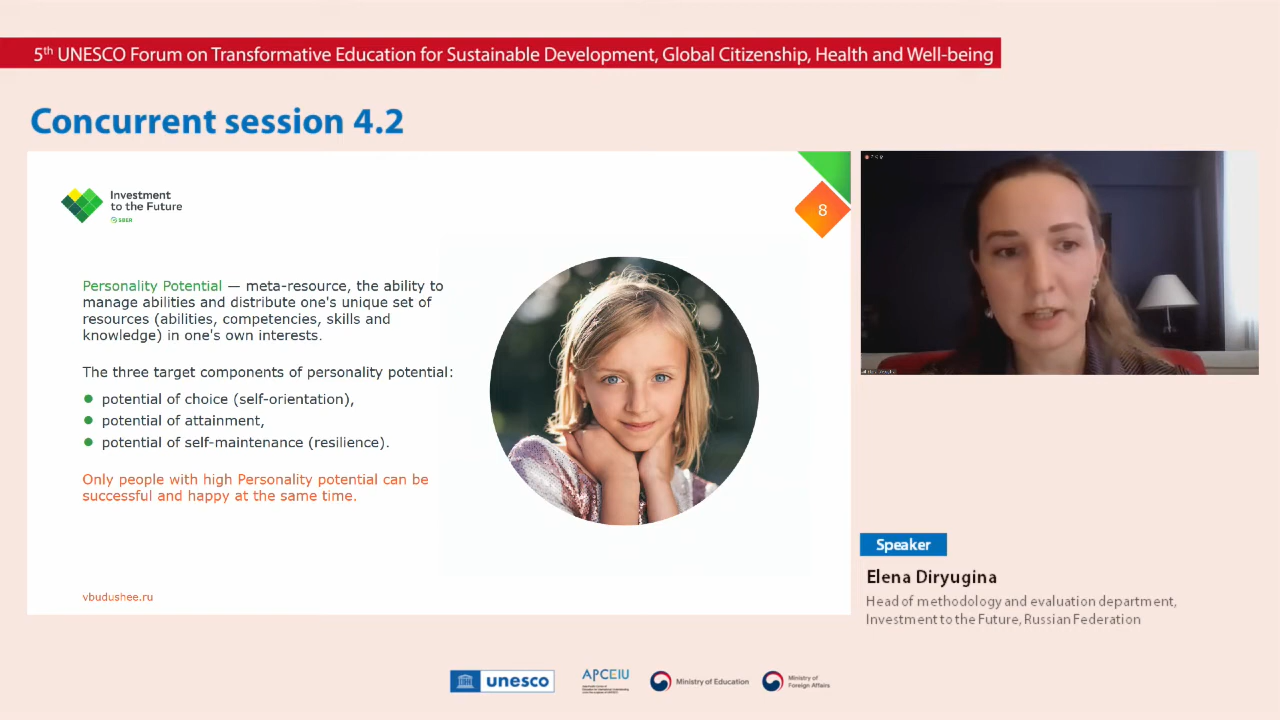 5th UNESCO Forum on Transformative Education for Sustainable Development, Global Citizenship, Health and Well-being
Concurrent session 4.2
Investment
to the Future
SBER
8
Personality Potential — meta-resource, the ability to
manage abilities and distribute one's unique set of
resources (abilities, competencies, skills and
knowledge) in one's own interests.
The three target components of personality potential:
potential of choice (self-orientation),
potential of attainment,
potential of self-maintenance (resilience).
Only people with high Personality potential can be
successful and happy at the same time.
vbudushee.ru
Speaker
Elena Diryugina
Head of methodology and evaluation department,
Investment to the Future, Russian Federation
unesco
APCEIU
Ministry of Education
Ministry of
Foreign Affairs